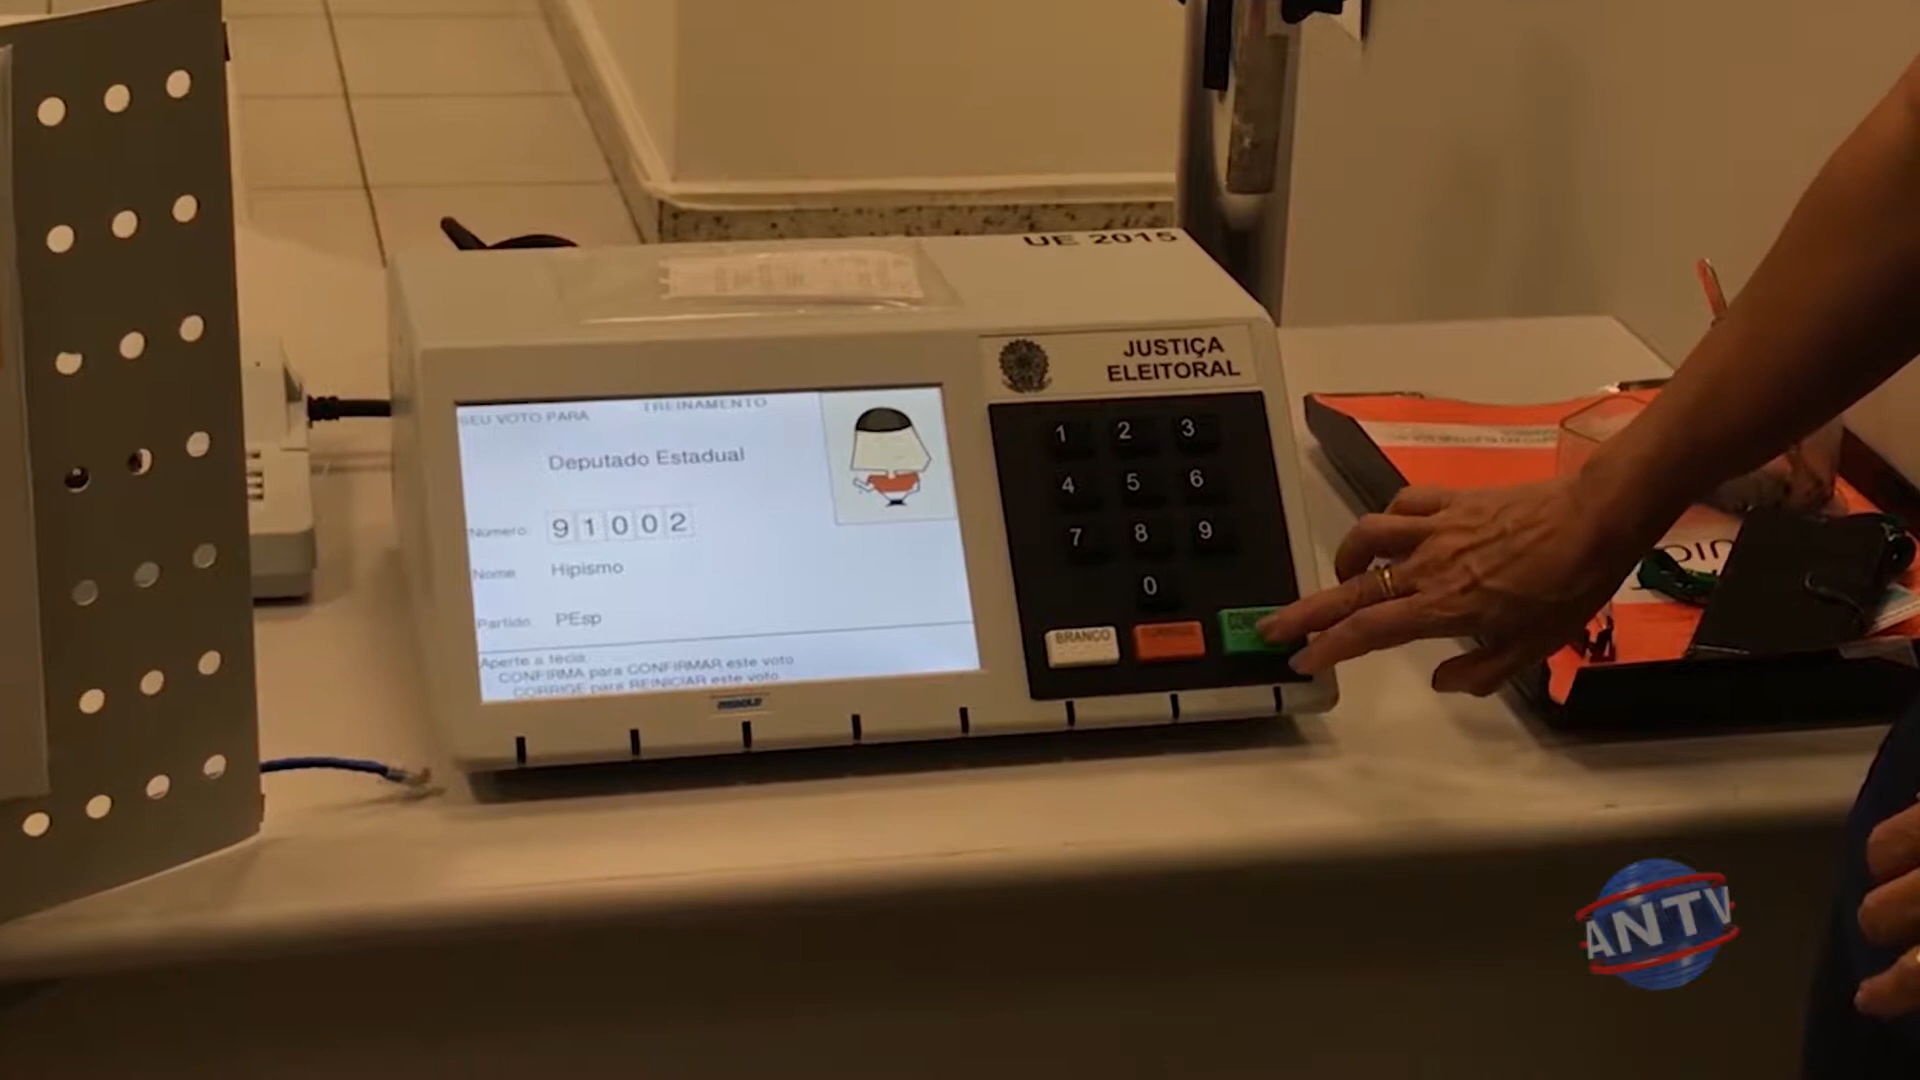 UE 2015
JUSTIÇA
ELEITORAL
SEU VOTO PARA
TREINAMENTO
Deputado Estadual
Número: 91002
Nome Hipismo
Partido: PEsp
Aperte a tecla:
CONFIRMA para CONFIRMAR este voto
CORRIGE para REINICIAR este voto
1 2 3
4 5 6
7 8 9
0
BRANCO
ANTV